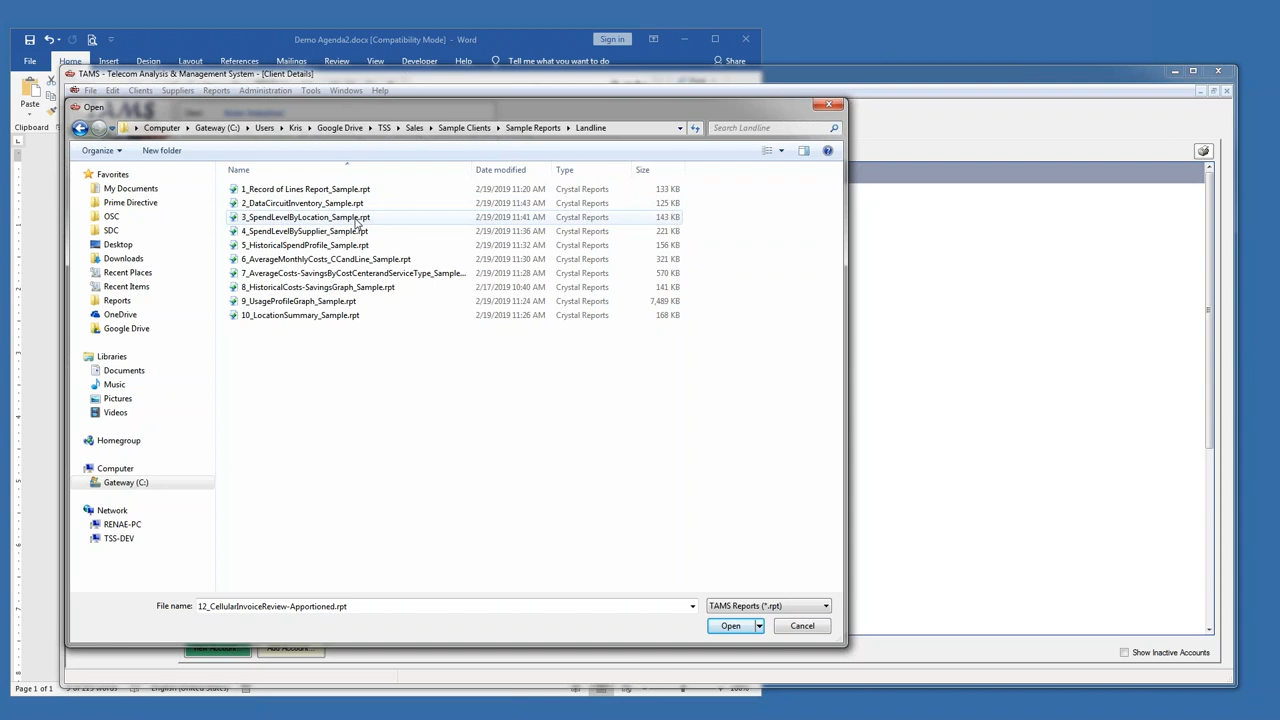 Demo Agenda2.docx [Compatibility Mode] - Word
Sign in
File Home Insert Design Layout References Mailings Review View Developer Help Tell me what you want to do Share
TAMS - Telecom Analysis & Management System - [Client Details]
File Edit Clients Suppliers Reports Administration Tools Windows Help
Paste
Clipboard
Open
Computer Gateway (C:) Users Kris Google Drive TSS Sales Sample Clients Sample Reports Landline
Search Landline
Organize New folder
Name Date modified Type Size
Favorites
My Documents
Prime Directive
OSC
SDC
Desktop
Downloads
Recent Places
Recent Items
Reports
OneDrive
Google Drive
Libraries
Documents
Music
Pictures
Videos
Homegroup
Computer
Gateway (C:)
Network
RENAE-PC
TSS-DEV
1_Record of Lines Report_Sample.rpt 2/19/2019 11:20 AM Crystal Reports 133 KB
2_DataCircuitInventory_Sample.rpt 2/19/2019 11:43 AM Crystal Reports 125 KB
3_SpendLevelByLocation_Sample.rpt 2/19/2019 11:41 AM Crystal Reports 143 KB
4_SpendLevelBySupplier_Sample.rpt 2/19/2019 11:36 AM Crystal Reports 221 KB
5_HistoricalSpendProfile_Sample.rpt 2/19/2019 11:32 AM Crystal Reports 156 KB
6_AverageMonthlyCosts_CCandLine_Sample.rpt 2/19/2019 11:30 AM Crystal Reports 321 KB
7_AverageCosts-SavingsByCostCenterandServiceType_Sample... 2/19/2019 11:28 AM Crystal Reports 570 KB
8_HistoricalCosts-SavingsGraph_Sample.rpt 2/17/2019 10:40 AM Crystal Reports 141 KB
9_UsageProfileGraph_Sample.rpt 2/19/2019 11:24 AM Crystal Reports 7,489 KB
10_LocationSummary_Sample.rpt 2/19/2019 11:26 AM Crystal Reports 168 KB
File name: 12_CellularInvoiceReview-Apportioned.rpt
TAMS Reports (*.rpt)
Open Cancel
Show Inactive Accounts
Page 1 of 1